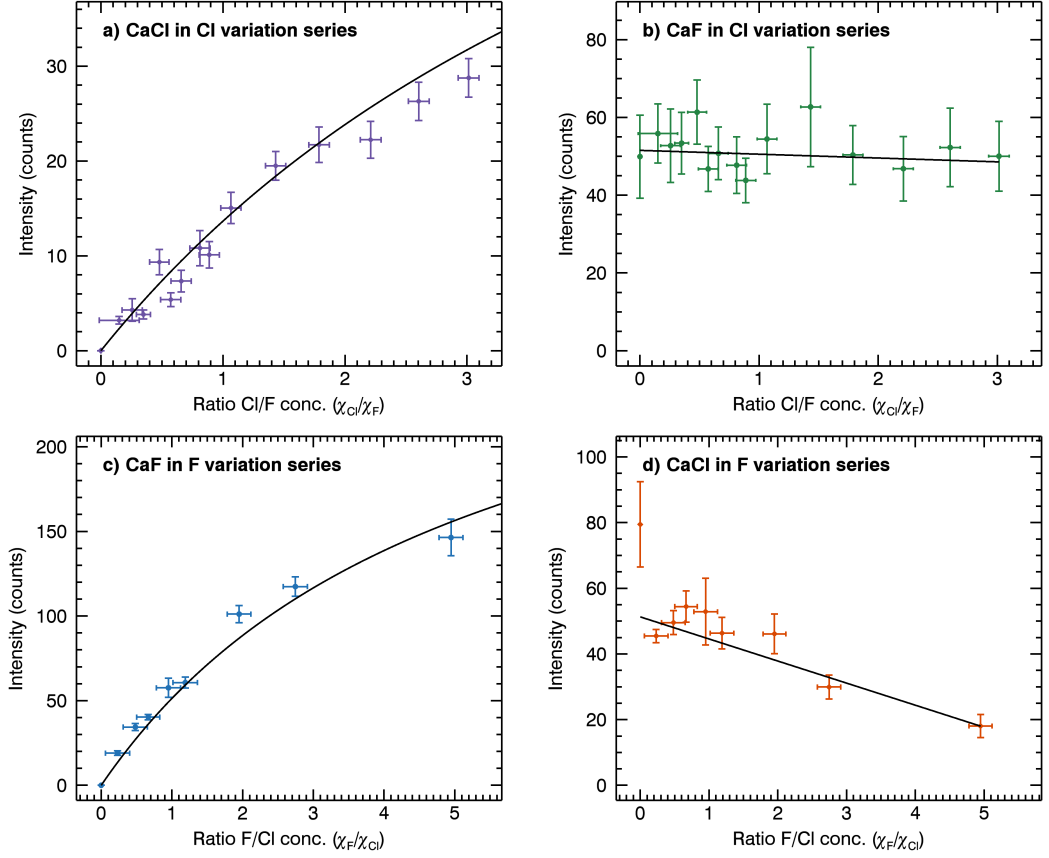 a) CaCl in Cl variation series
30
20
10
0
Intensity (counts)
0 1 2 3
Ratio Cl/F conc. (χCl/χF)
b) CaF in Cl variation series
80
60
40
20
0
Intensity (counts)
0 1 2 3
Ratio Cl/F conc. (χCl/χF)
c) CaF in F variation series
200
150
100
50
0
Intensity (counts)
0 1 2 3 4 5
Ratio F/Cl conc. (χF/χCl)
d) CaCl in F variation series
100
80
60
40
20
0
Intensity (counts)
0 1 2 3 4 5
Ratio F/Cl conc. (χF/χCl)